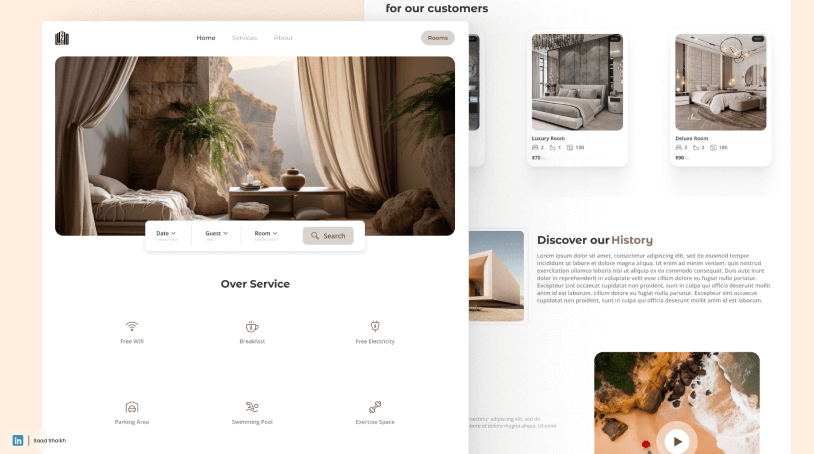 for our customers
Home
Services
About
Rooms
Luxury Room
2
1
130
$70
Deluxe Room
3
2
180
$90
Date
Guest
Room
Search
Discover our History
Lorem ipsum dolor sit amet, consectetur adipiscing elit, sed do eiusmod tempor
incididunt ut labore et dolore magna aliqua. Ut enim ad minim veniam, quis nostrud
exercitation ullamco laboris nisi ut aliquip ex ea commodo consequat. Duis aute irure
dolor in reprehenderit in voluptate velit esse cillum dolore eu fugiat nulla pariatur.
Excepteur sint occaecat cupidatat non proident, sunt in culpa qui officia deserunt mollit
anim id est laborum. cillum dolore eu fugiat nulla pariatur. Excepteur sint occaecat
cupidatat non proident, sunt in culpa qui officia deserunt mollit anim id est laborum.
Over Service
Free Wifi
Breakfast
Free Electricity
Parking Area
Swimming Pool
Exercise Space
adipiscing elit, sed do
et dolore magna aliqua. Ut enim
in
Saad Shaikh